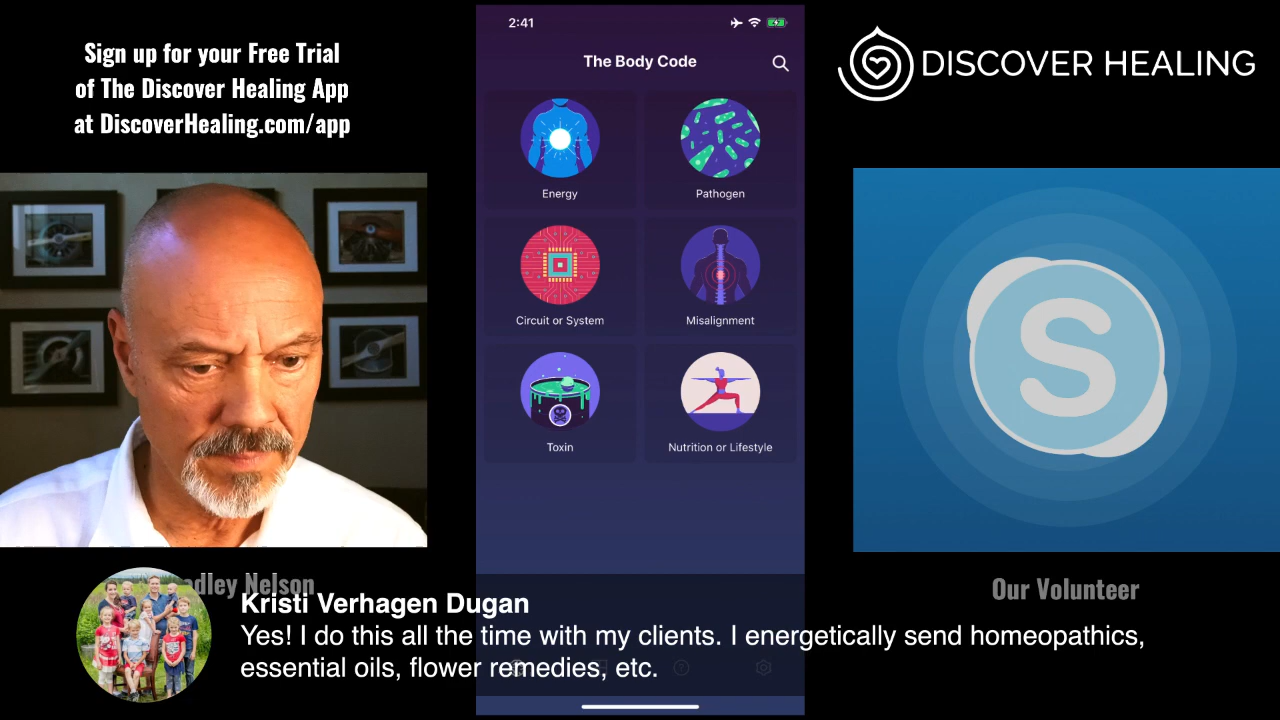 Sign up for your Free Trial
of The Discover Healing App
at DiscoverHealing.com/app
2:41
The Body Code
Energy
Pathogen
Circuit or System
Misalignment
Toxin
Nutrition or Lifestyle
DISCOVER HEALING
S
adley Nelson
Our Volunteer
Kristi Verhagen Dugan
Yes! I do this all the time with my clients. I energetically send homeopathics,
essential oils, flower remedies, etc.